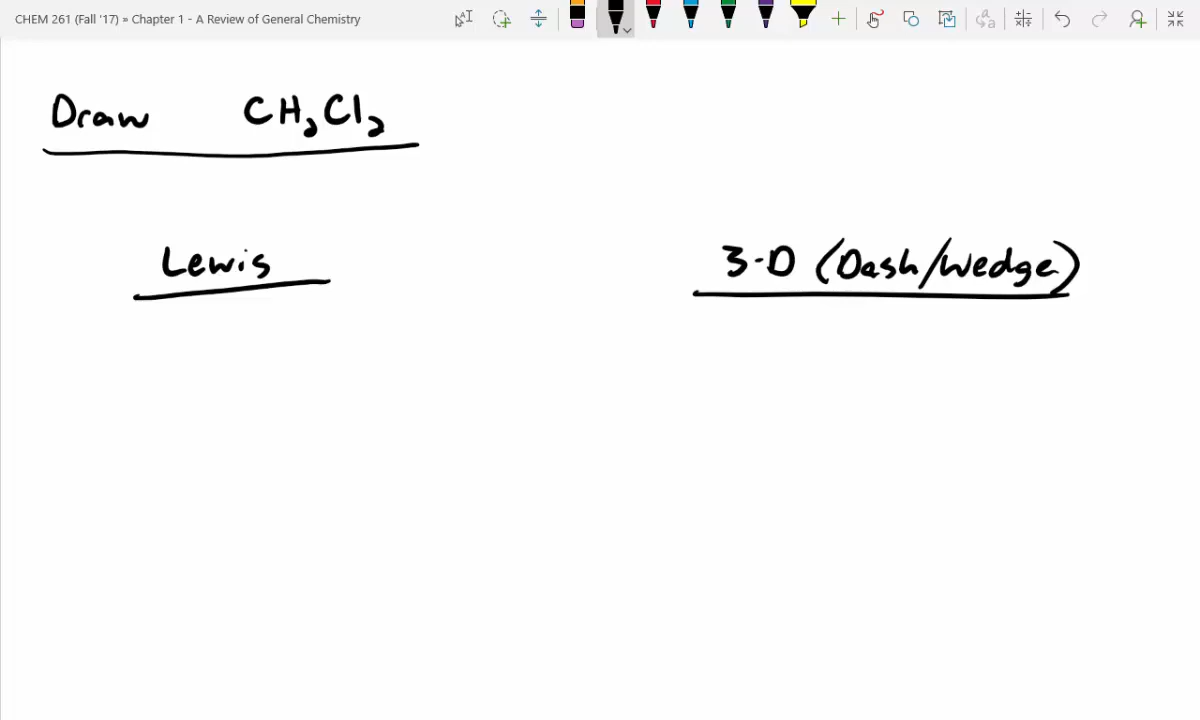 CHEM 261 (Fall '17) » Chapter 1 - A Review of General Chemistry
Draw CH₂Cl₂
Lewis
3-D (Dash/Wedge)